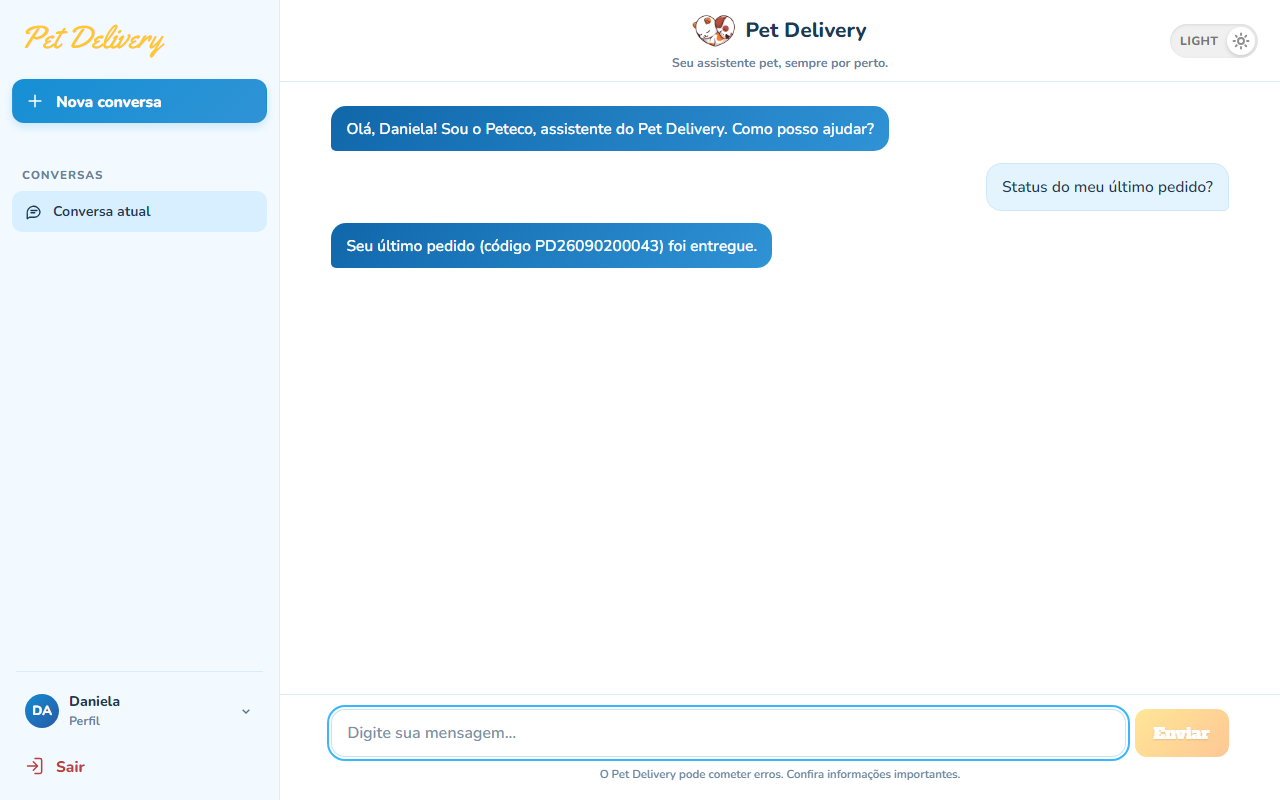 Pet Delivery
Nova conversa
CONVERSAS
Conversa atual
DA
Daniela
Perfil
Sair
Pet Delivery
Seu assistente pet, sempre por perto.
LIGHT
Olá, Daniela! Sou o Peteco, assistente do Pet Delivery. Como posso ajudar?
Status do meu último pedido?
Seu último pedido (código PD26090200043) foi entregue.
Digite sua mensagem...
Enviar
O Pet Delivery pode cometer erros. Confira informações importantes.